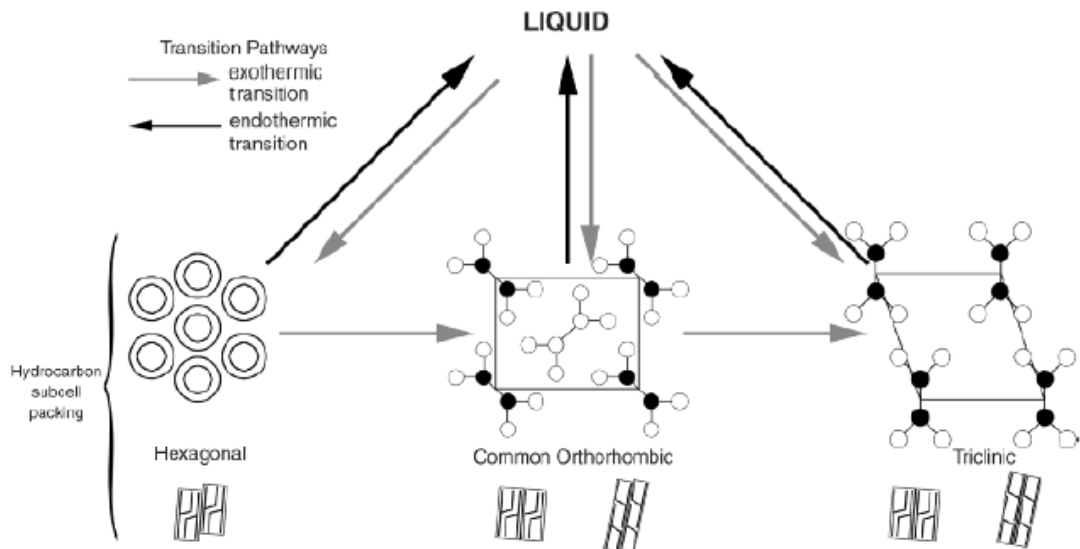 LIQUID
Transition Pathways
exothermic
transition
endothermic
transition
Hydrocarbon
subcell
packing
Hexagonal
Common Orthorhombic
Triclinic